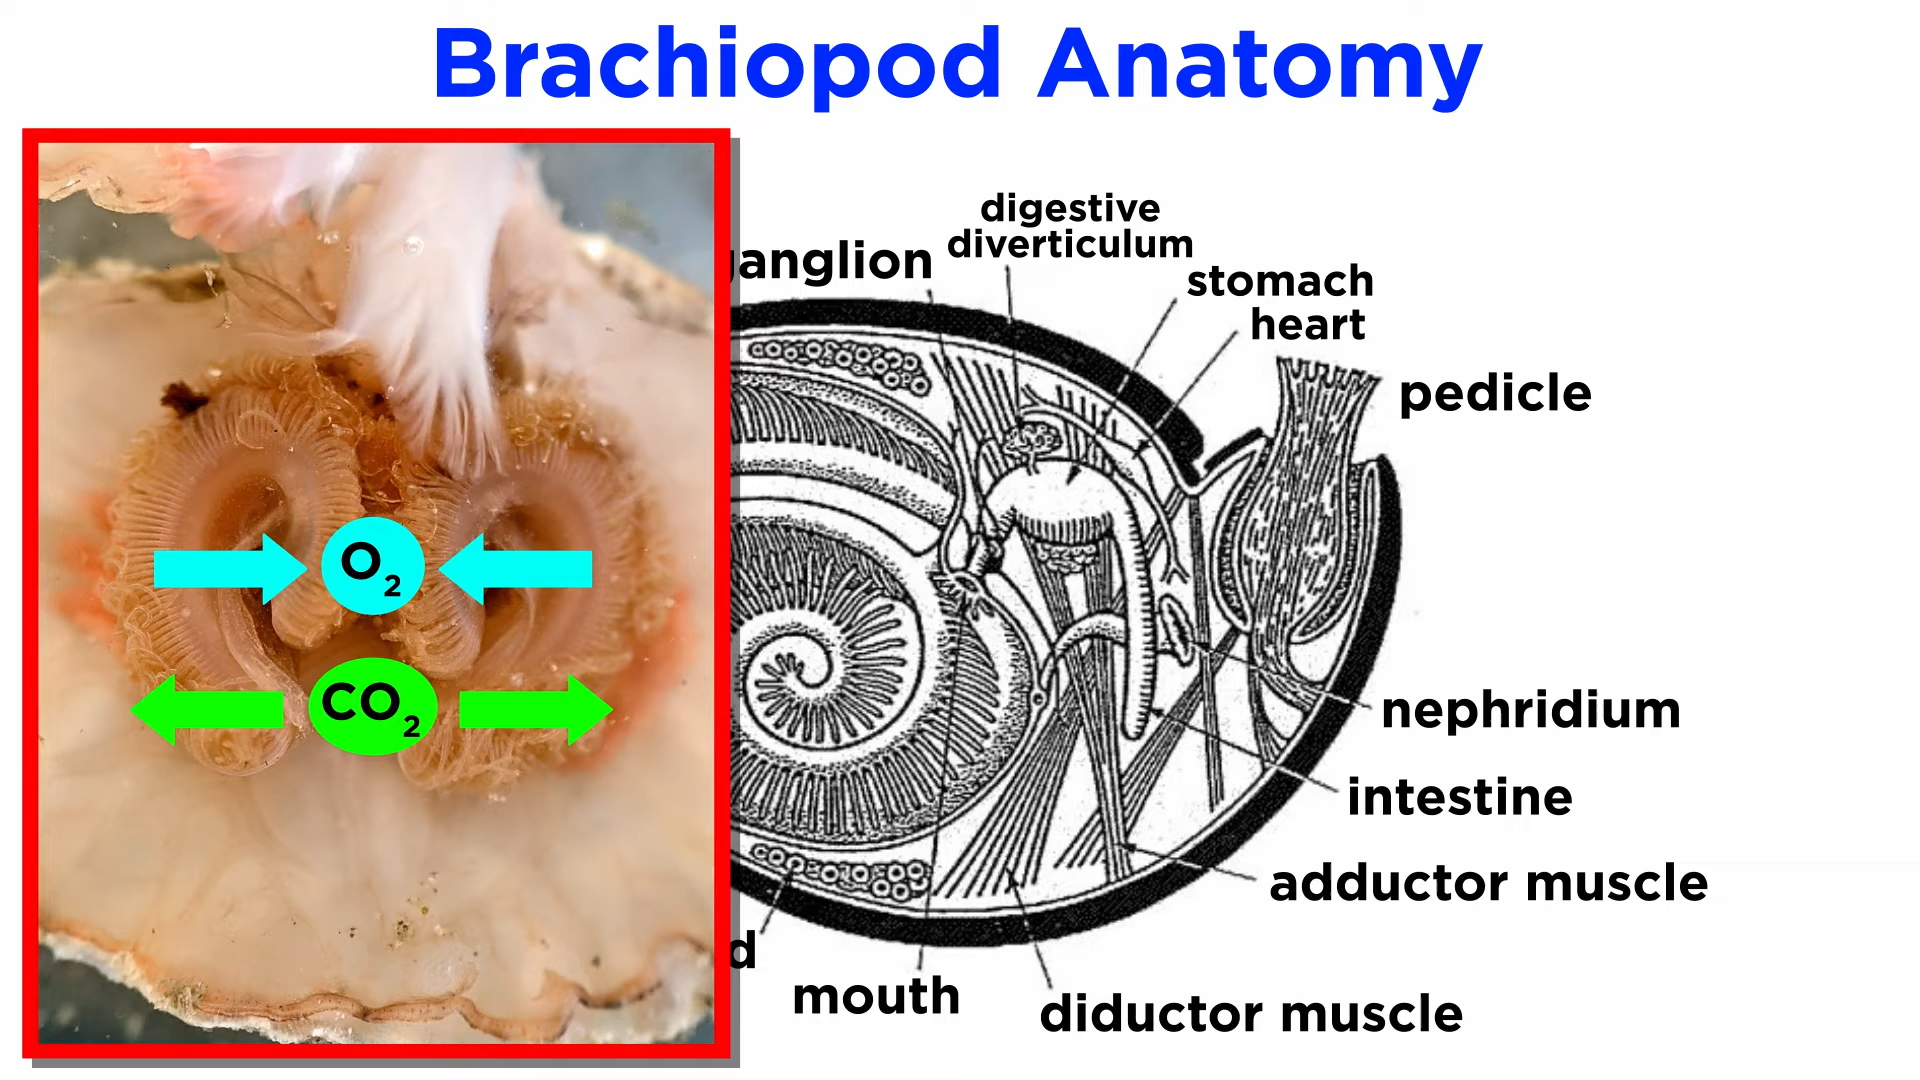 Brachiopod Anatomy
digestive
diverticulum
anglion
stomach
heart
pedicle
O2
CO2
nephridium
intestine
adductor muscle
d
mouth
diductor muscle